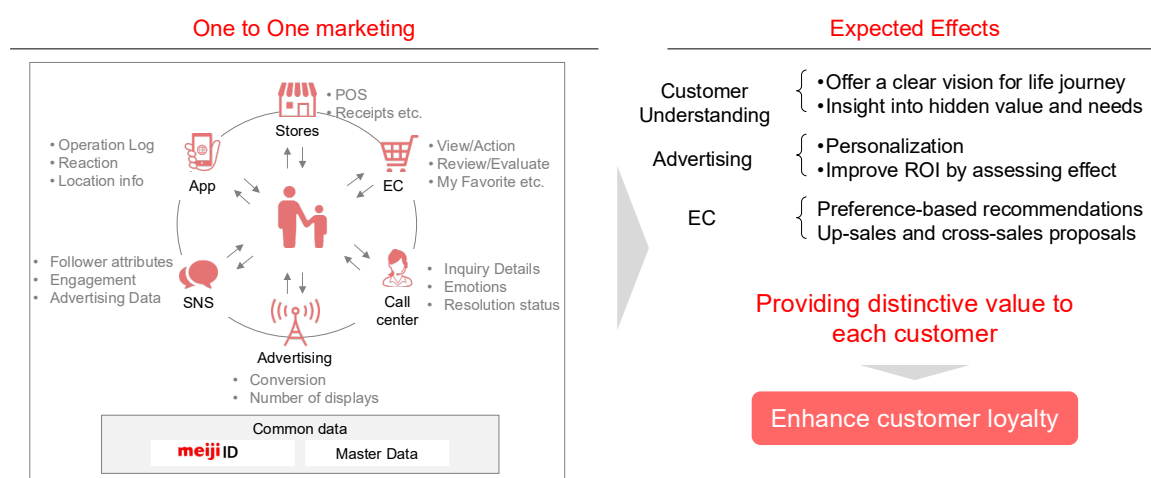 One to One marketing
• POS
• Receipts etc.
Stores
• Operation Log
• Reaction
• Location info
App
• View/Action
• Review/Evaluate
• My Favorite etc.
EC
• Follower attributes
• Engagement
• Advertising Data
SNS
• Inquiry Details
• Emotions
• Resolution status
Call
center
Advertising
• Conversion
• Number of displays
Common data
meiji ID
Master Data
Expected Effects
Customer
Understanding
•Offer a clear vision for life journey
•Insight into hidden value and needs
Advertising
•Personalization
•Improve ROI by assessing effect
EC
Preference-based recommendations
Up-sales and cross-sales proposals
Providing distinctive value to
each customer
Enhance customer loyalty